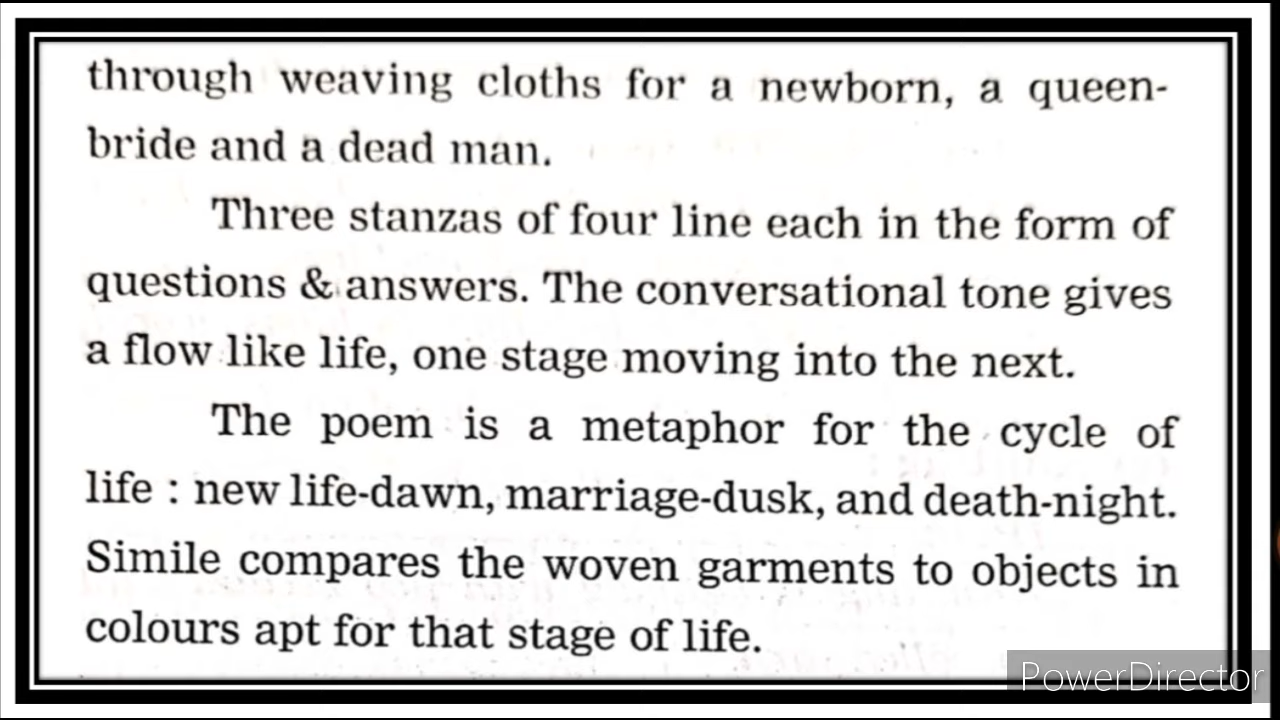 through weaving cloths for a newborn, a queen-
bride and a dead man.
Three stanzas of four line each in the form of
questions & answers. The conversational tone gives
a flow like life, one stage moving into the next.
The poem is a metaphor for the cycle of
life : new life-dawn, marriage-dusk, and death-night.
Simile compares the woven garments to objects in
colours apt for that stage of life.
PowerDirector